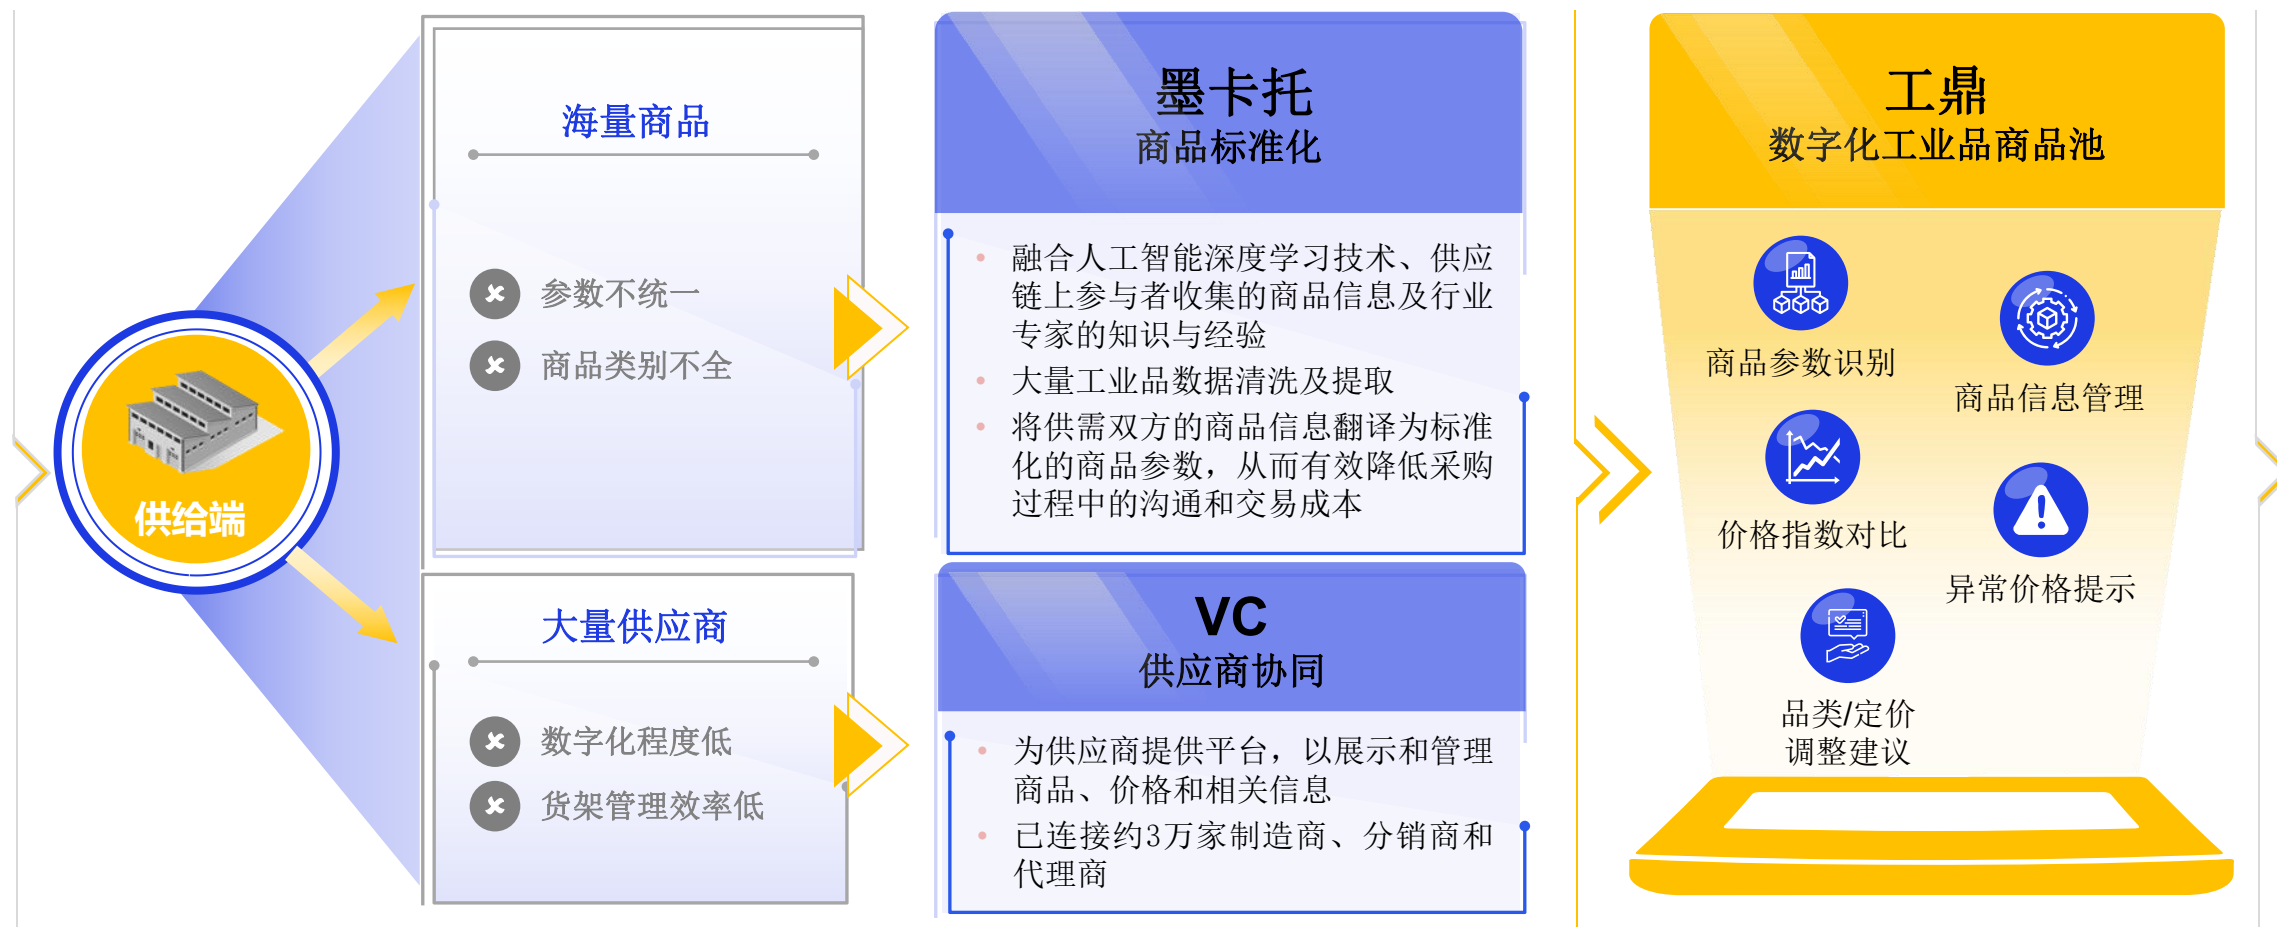 供给端
海量商品
参数不统一
商品类别不全
大量供应商
数字化程度低
货架管理效率低
墨卡托
商品标准化
融合人工智能深度学习技术、供应
链上参与者收集的商品信息及行业
专家的知识与经验
大量工业品数据清洗及提取
将供需双方的商品信息翻译为标准
化的商品参数，从而有效降低采购
过程中的沟通和交易成本
VC
供应商协同
为供应商提供平台，以展示和管理
商品、价格和相关信息
已连接约3万家制造商、分销商和
代理商
工鼎
数字化工业品商品池
商品参数识别
商品信息管理
价格指数对比
异常价格提示
品类/定价
调整建议